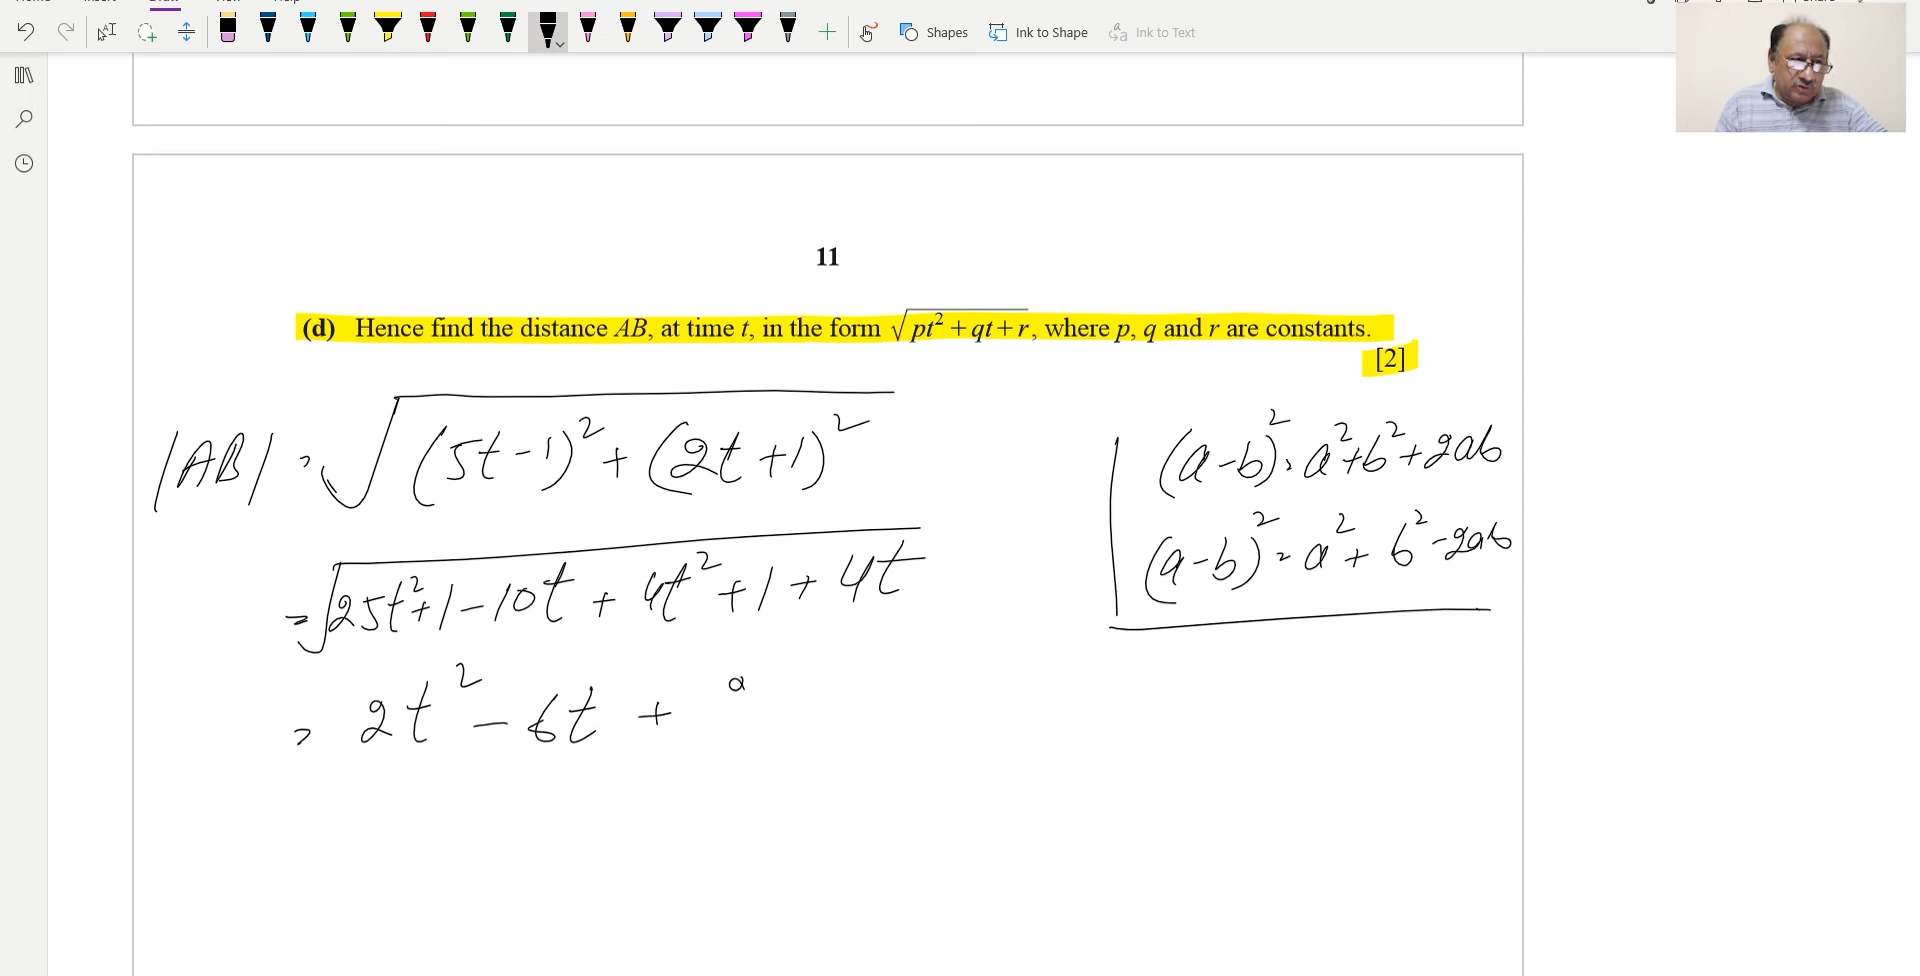 Shapes Ink to Shape Ink to Text
11
(d) Hence find the distance AB, at time t, in the form √(pt² + qt + r), where p, q and r are constants.
[2]
|AB| = √((5t-1)² + (2t+1)²)
= √(25t²+1-10t + 4t²+1+4t)
= 2t² - 6t + 2
(a-b)² = a²+b²+2ab
(a-b)² = a²+b²-2ab